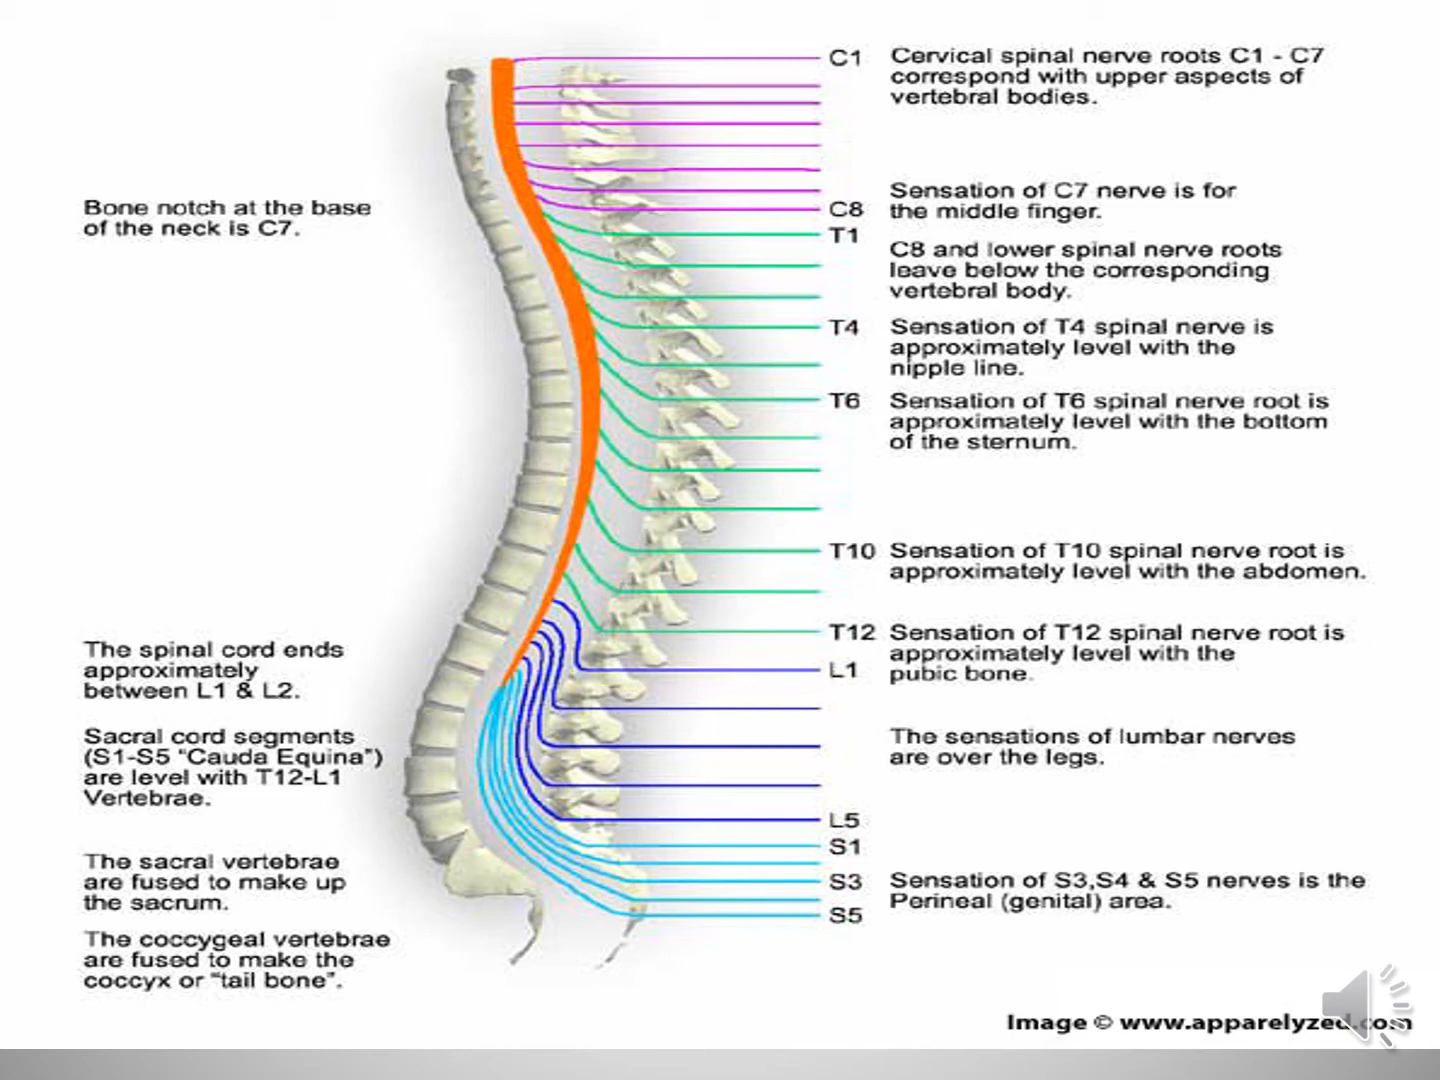 C1
Cervical spinal nerve roots C1 - C7
correspond with upper aspects of
vertebral bodies.
Bone notch at the base
of the neck is C7.
Sensation of C7 nerve is for
the middle finger.
C8
T1
C8 and lower spinal nerve roots
leave below the corresponding
vertebral body.
T4
Sensation of T4 spinal nerve is
approximately level with the
nipple line.
T6
Sensation of T6 spinal nerve root is
approximately level with the bottom
of the sternum.
T10
Sensation of T10 spinal nerve root is
approximately level with the abdomen.
T12
Sensation of T12 spinal nerve root is
approximately level with the
pubic bone.
L1
The spinal cord ends
approximately
between L1 & L2.
Sacral cord segments
(S1-S5 “Cauda Equina”)
are level with T12-L1
Vertebrae.
The sensations of lumbar nerves
are over the legs.
L5
S1
The sacral vertebrae
are fused to make up
the sacrum.
S3
Sensation of S3,S4 & S5 nerves is the
Perineal (genital) area.
S5
The coccygeal vertebrae
are fused to make the
coccyx or “tail bone”.
Image © www.apparelyzed.com